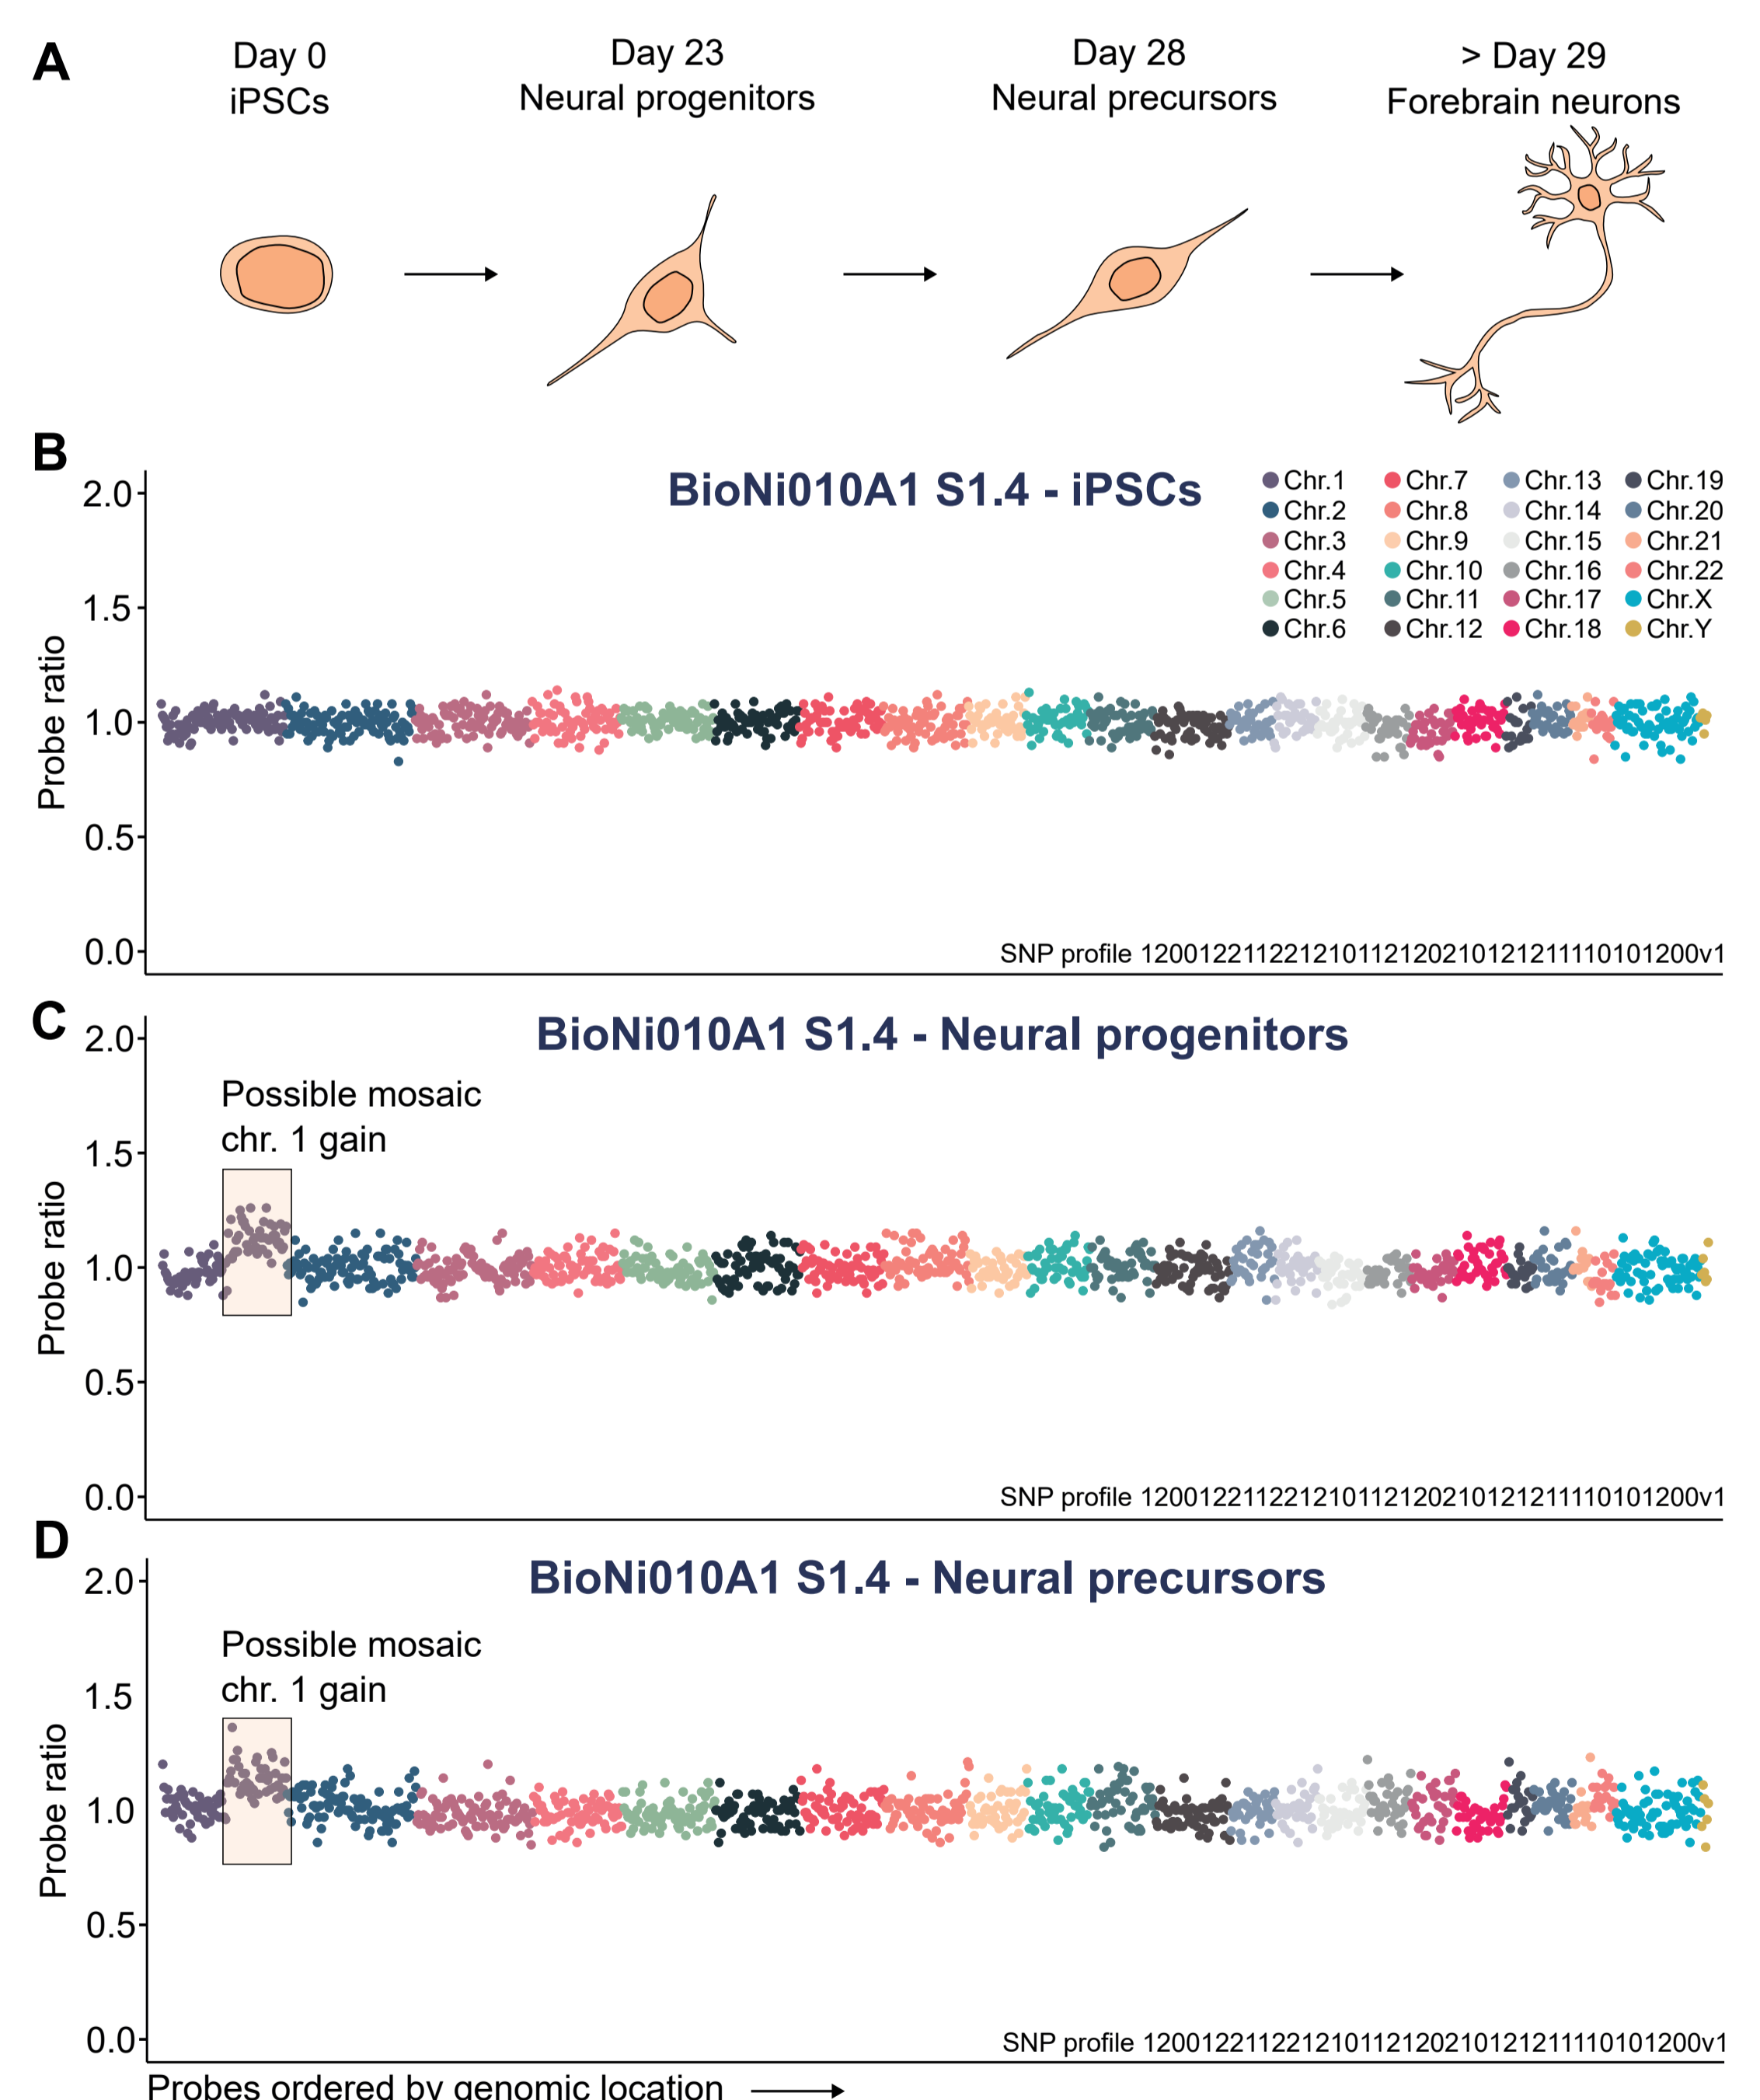 A
Day 0
iPSCs
Day 23
Neural progenitors
Day 28
Neural precursors
> Day 29
Forebrain neurons
B
BioNi010A1 S1.4 - iPSCs
Chr.1
Chr.2
Chr.3
Chr.4
Chr.5
Chr.6
Chr.7
Chr.8
Chr.9
Chr.10
Chr.11
Chr.12
Chr.13
Chr.14
Chr.15
Chr.16
Chr.17
Chr.18
Chr.19
Chr.20
Chr.21
Chr.22
Chr.X
Chr.Y
Probe ratio
2.0
1.5
1.0
0.5
0.0
SNP profile 120012211221210112120210121211110101200v1
C
BioNi010A1 S1.4 - Neural progenitors
Possible mosaic
chr. 1 gain
Probe ratio
2.0
1.5
1.0
0.5
0.0
SNP profile 120012211221210112120210121211110101200v1
D
BioNi010A1 S1.4 - Neural precursors
Possible mosaic
chr. 1 gain
Probe ratio
2.0
1.5
1.0
0.5
0.0
SNP profile 120012211221210112120210121211110101200v1
Probes ordered by genomic location